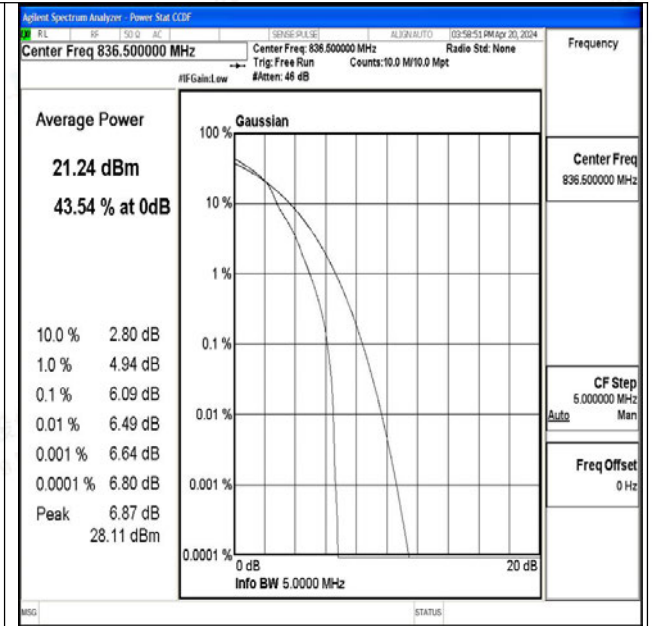 Agilent Spectrum Analyzer - Power Stat CCDF
RL RF 50 Ω AC SENSE:PULSE ALIGN AUTO 03:58:51 PM Apr 20, 2024
Center Freq 836.500000 MHz
Center Freq: 836.500000 MHz Radio Std: None
Trig: Free Run Counts:10.0 M/10.0 Mpt
#IFGain:Low #Atten: 46 dB
Frequency
Average Power
21.24 dBm
43.54 % at 0dB
10.0 % 2.80 dB
1.0 % 4.94 dB
0.1 % 6.09 dB
0.01 % 6.49 dB
0.001 % 6.64 dB
0.0001 % 6.80 dB
Peak 6.87 dB
28.11 dBm
Gaussian
100 %
10 %
1 %
0.1 %
0.01 %
0.001 %
0.0001 %
0 dB 20 dB
Info BW 5.0000 MHz
Center Freq
836.500000 MHz
CF Step
5.000000 MHz
Auto Man
Freq Offset
0 Hz
MSG STATUS